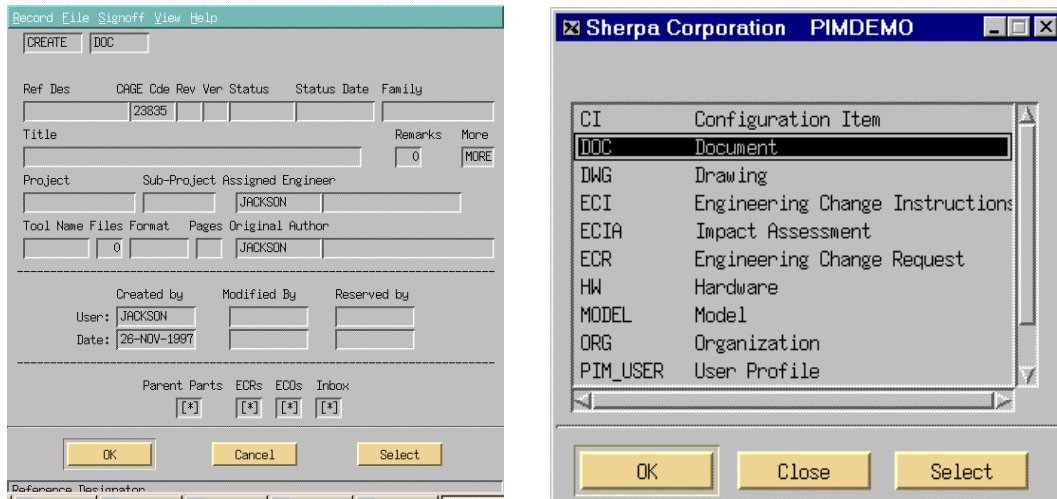 Record File Signoff View Help
CREATE DOC
Ref Des CAGE Cde Rev Ver Status Status Date Family
23835
Title Remarks More
0 MORE
Project Sub-Project Assigned Engineer
JACKSON
Tool Name Files Format Pages Original Author
0 JACKSON
Created by Modified By Reserved by
User: JACKSON
Date: 26-NOV-1997
Parent Parts ECRs ECOs Inbox
[*] [*] [*] [*]
OK Cancel Select
Reference Designator
Sherpa Corporation PIMDEMO
CI Configuration Item
DOC Document
DWG Drawing
ECI Engineering Change Instructions
ECIA Impact Assessment
ECR Engineering Change Request
HW Hardware
MODEL Model
ORG Organization
PIM_USER User Profile
OK Close Select